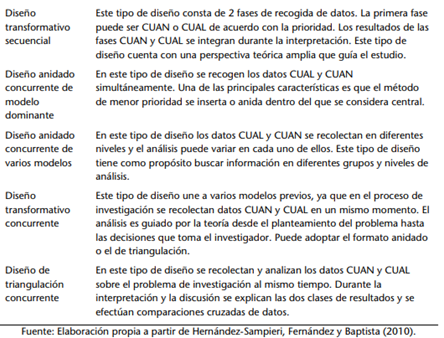 Diseño transformativo secuencial
Este tipo de diseño consta de 2 fases de recogida de datos. La primera fase
puede ser CUAN o CUAL de acuerdo con la prioridad. Los resultados de las
fases CUAN y CUAL se integran durante la interpretación. Este tipo de
diseño cuenta con una perspectiva teórica amplia que guía el estudio.
Diseño anidado
concurrente de
modelo
dominante
En este tipo de diseño se recogen los datos CUAL y CUAN
simultáneamente. Una de las principales características es que el método
de menor prioridad se inserta o anida dentro del que se considera central.
Diseño anidado
concurrente de
varios modelos
En este tipo de diseño los datos CUAL y CUAN se recolectan en diferentes
niveles y el análisis puede variar en cada uno de ellos. Este tipo de diseño
tiene como propósito buscar información en diferentes grupos y niveles de
análisis.
Diseño
transformativo
concurrente
Este tipo de diseño une a varios modelos previos, ya que en el proceso de
investigación se recolectan datos CUAN y CUAL en un mismo momento. El
análisis es guiado por la teoría desde el planteamiento del problema hasta
las decisiones que toma el investigador. Puede adoptar el formato anidado
o el de triangulación.
Diseño de
triangulación
concurrente
En este tipo de diseño se recolectan y analizan los datos CUAN y CUAL
sobre el problema de investigación al mismo tiempo. Durante la
interpretación y la discusión se explican las dos clases de resultados y se
efectúan comparaciones cruzadas de datos.
Fuente: Elaboración propia a partir de Hernández-Sampieri, Fernández y Baptista (2010).